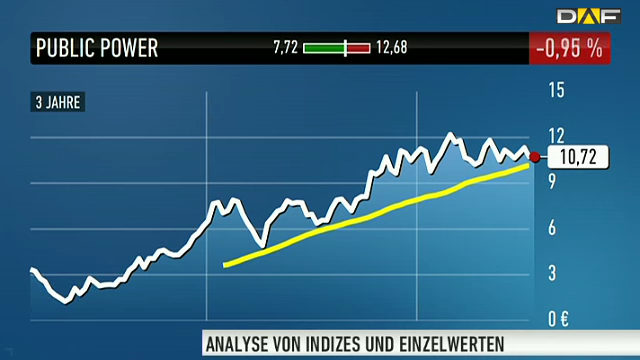 DAF
PUBLIC POWER 7,72 12,68 -0,95 %
3 JAHRE
15
12
10,72
9
6
3
0 €
ANALYSE VON INDIZES UND EINZELWERTEN